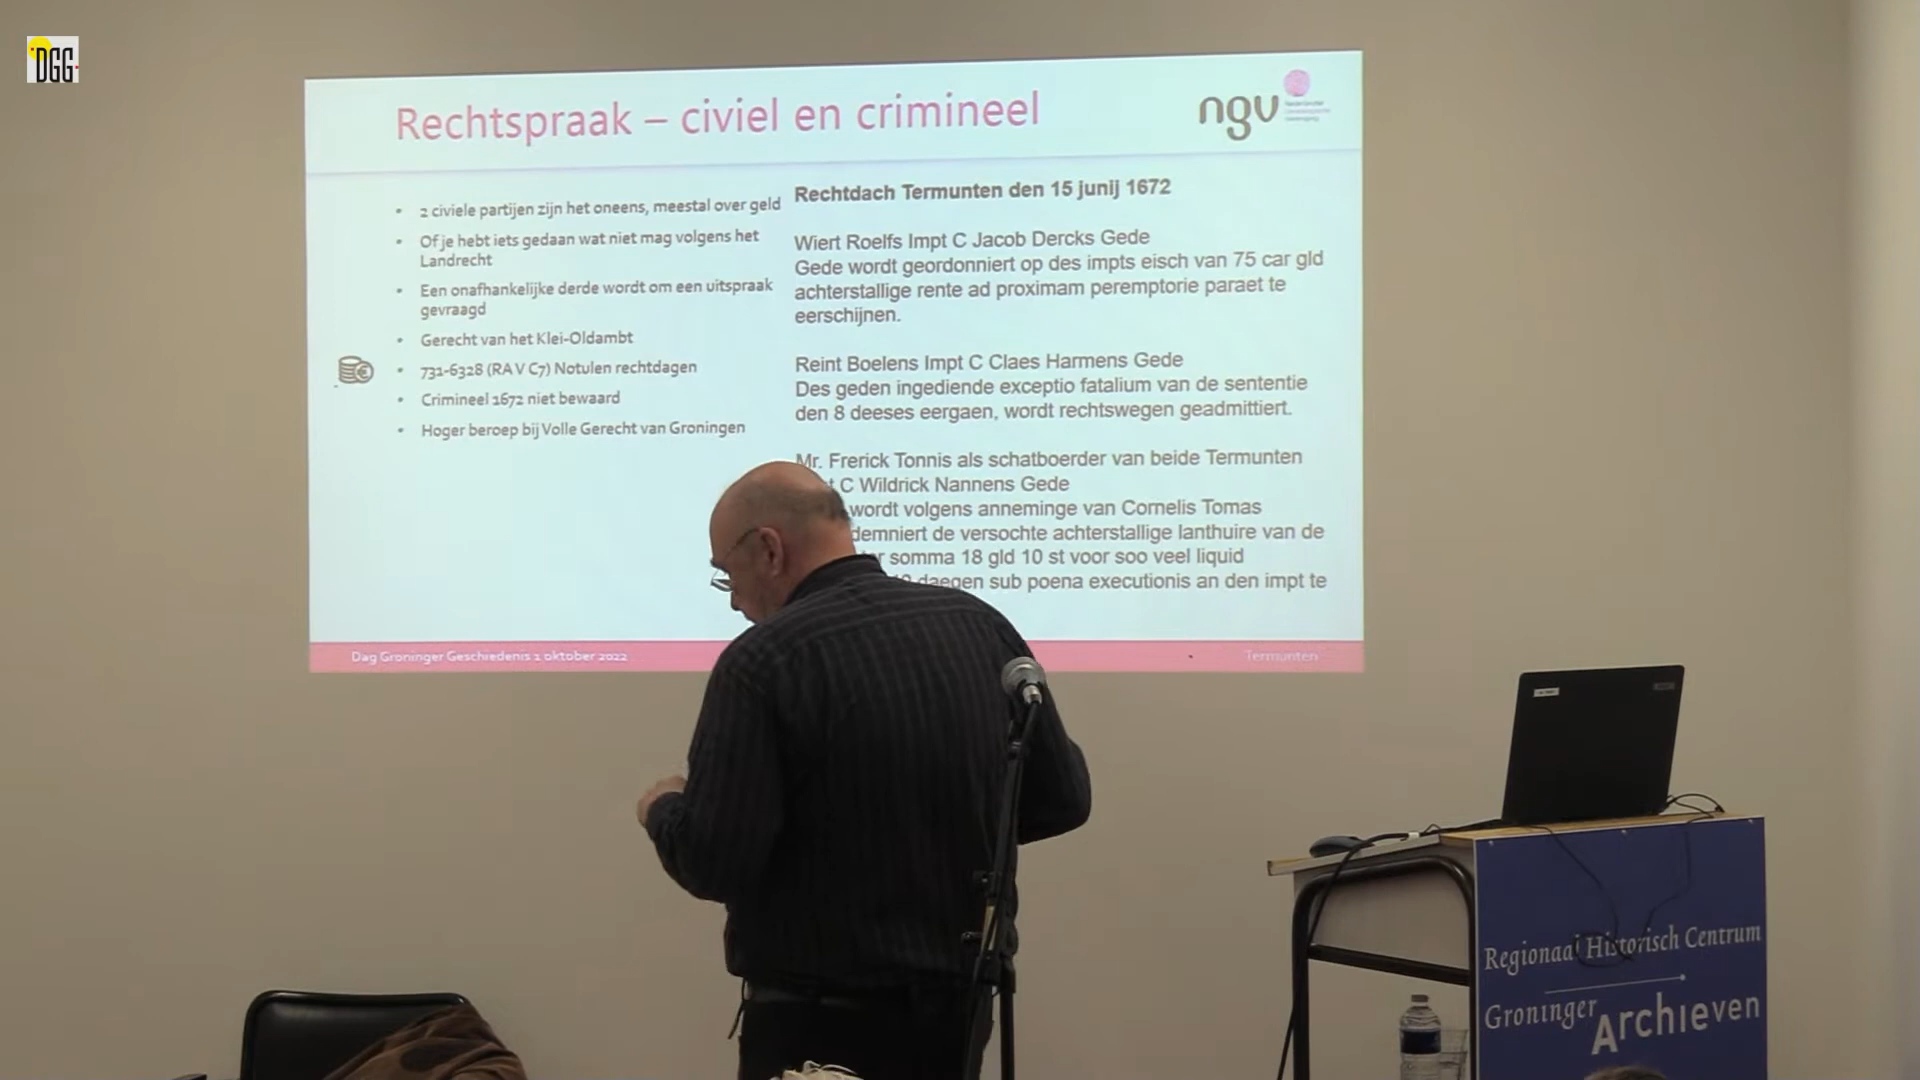 DGG
Rechtspraak – civiel en crimineel
ngv
• 2 civiele partijen zijn het oneens, meestal over geld
• Of je hebt iets gedaan wat niet mag volgens het
Landrecht
• Een onafhankelijke derde wordt om een uitspraak
gevraagd
• Gerecht van het Klei-Oldambt
• 731-6328 (RA V C7) Notulen rechtdagen
• Crimineel 1672 niet bewaard
• Hoger beroep bij Volle Gerecht van Groningen
Rechtdach Termunten den 15 junij 1672
Wiert Roelfs Impt C Jacob Dercks Gede
Gede wordt geordonniert op des impts eisch van 75 car gld
achterstallige rente ad proximam peremptorie paraet te
eerschijnen.
Reint Boelens Impt C Claes Harmens Gede
Des geden ingediende exceptio fatalium van de sententie
den 8 deeses eergaen, wordt rechtswegen geadmittiert.
Mr. Frerick Tonnis als schatboerder van beide Termunten
C Wildrick Nannens Gede
wordt volgens anneminge van Cornelis Tomas
demniert de versochte achterstallige lanthuire van de
somma 18 gld 10 st voor soo veel liquid
daegen sub poena executionis an den impt te
Dag Groninger Geschiedenis 1 oktober 2022
Termunten
Regionaal Historisch Centrum
Groninger
Archieven